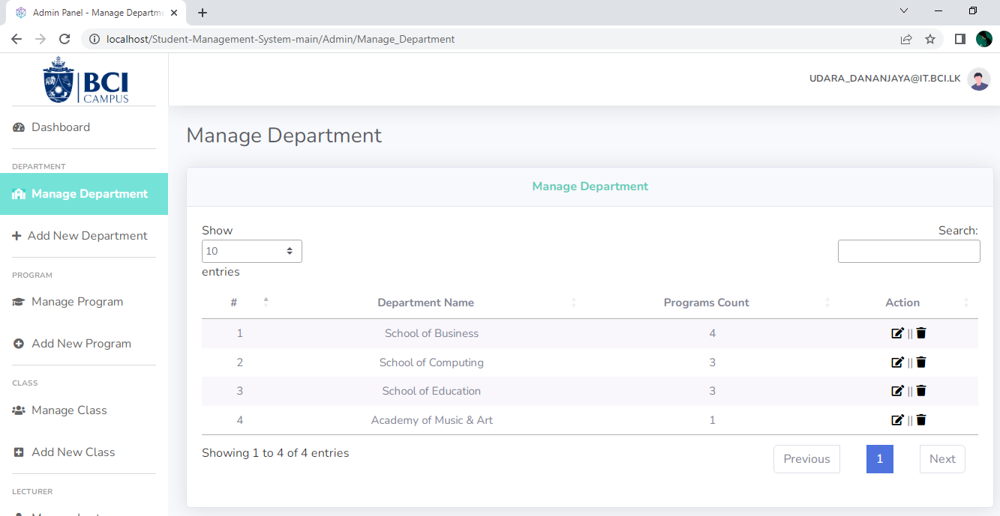 Admin Panel - Manage Departme
localhost/Student-Management-System-main/Admin/Manage_Department
BCI
CAMPUS
UDARA_DANANJAYA@IT.BCI.LK
Dashboard
DEPARTMENT
Manage Department
Add New Department
PROGRAM
Manage Program
Add New Program
CLASS
Manage Class
Add New Class
LECTURER
Manage Department
Manage Department
Show
10
entries
Search:
# Department Name Programs Count Action
1 School of Business 4 ||
2 School of Computing 3 ||
3 School of Education 3 ||
4 Academy of Music & Art 1 ||
Showing 1 to 4 of 4 entries
Previous 1 Next